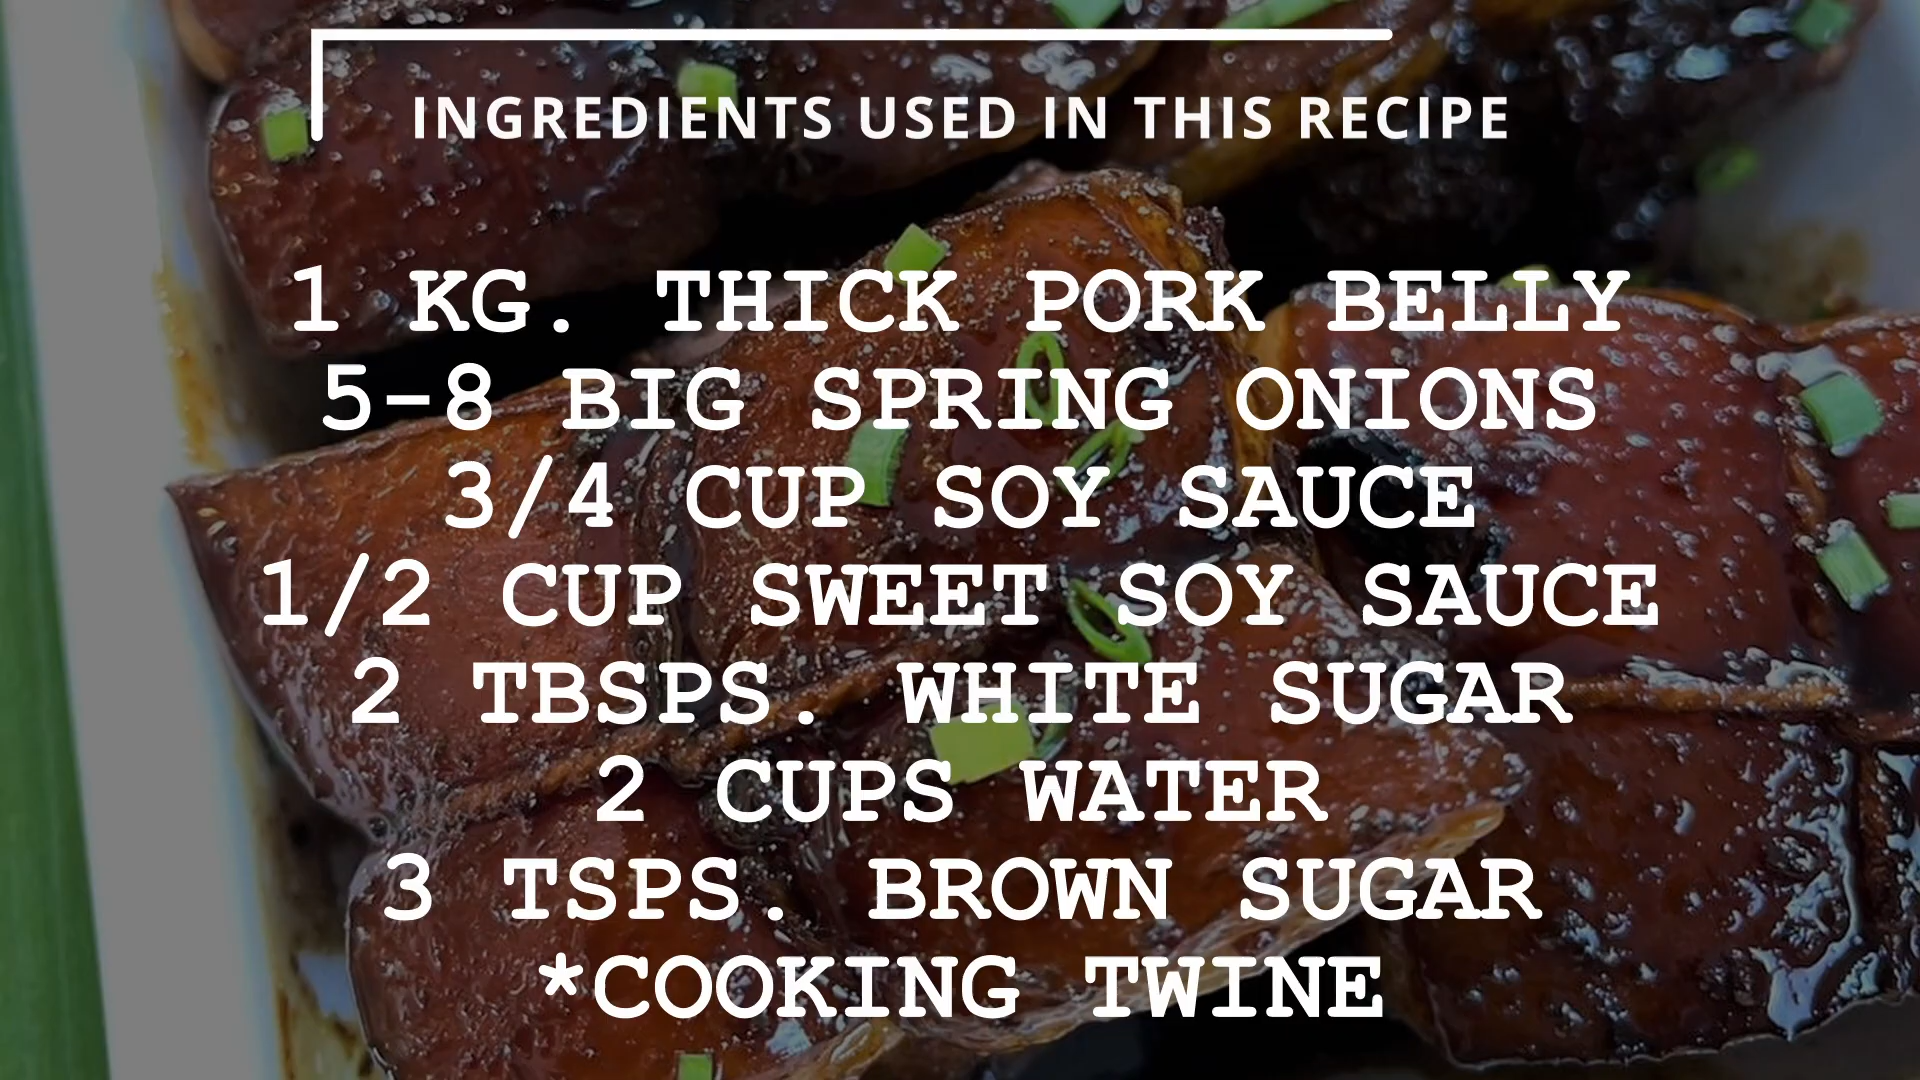 INGREDIENTS USED IN THIS RECIPE
1 KG. THICK PORK BELLY
5-8 BIG SPRING ONIONS
3/4 CUP SOY SAUCE
1/2 CUP SWEET SOY SAUCE
2 TBSPS. WHITE SUGAR
2 CUPS WATER
3 TSPS. BROWN SUGAR
*COOKING TWINE